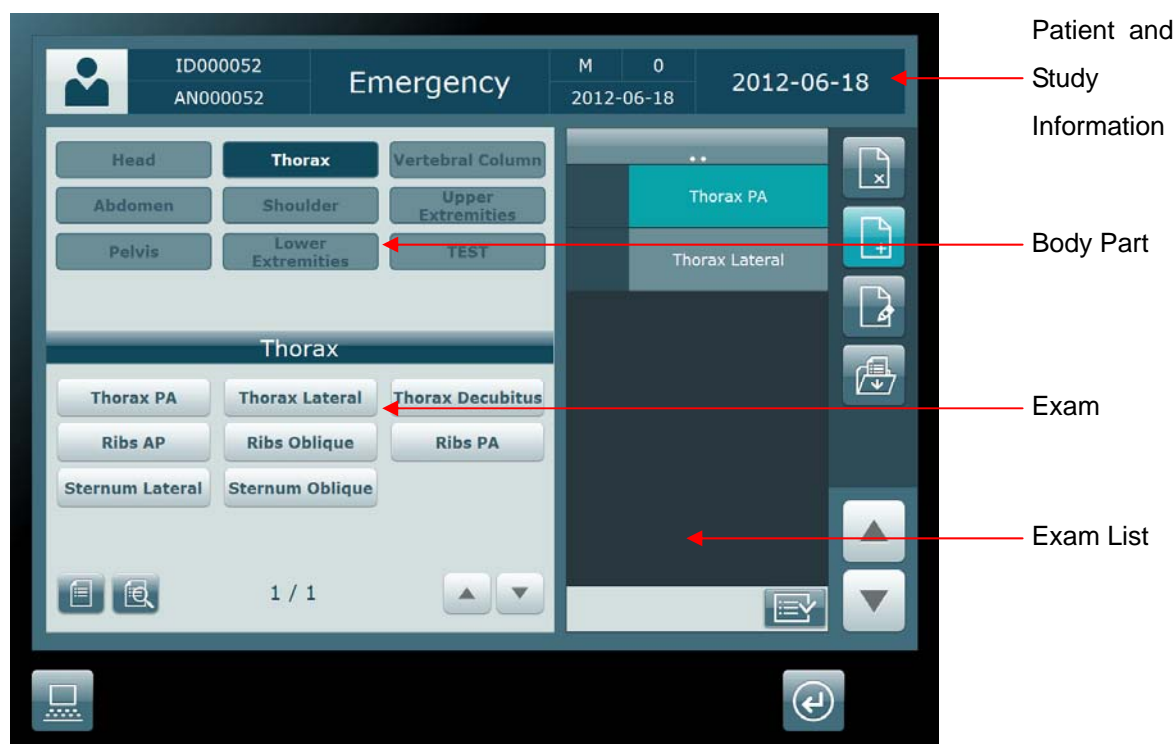 Patient and
Study
Information
ID000052
AN000052
Emergency
M 0
2012-06-18
2012-06-18
Head
Thorax
Vertebral Column
Abdomen
Shoulder
Upper
Extremities
Pelvis
Lower
Extremities
TEST
Body Part
Thorax
Thorax PA
Thorax Lateral
Thorax Decubitus
Ribs AP
Ribs Oblique
Ribs PA
Sternum Lateral
Sternum Oblique
1 / 1
Exam
..
Thorax PA
Thorax Lateral
Exam List